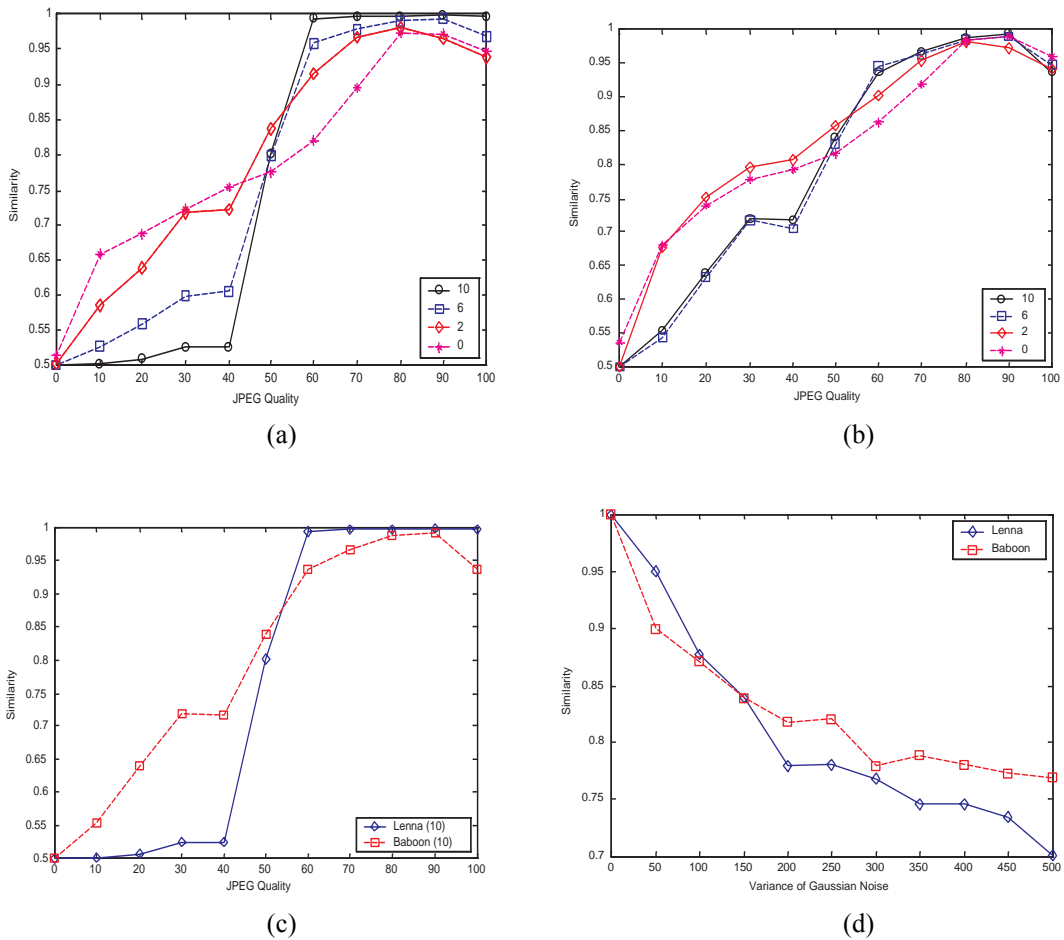 1
0.95
0.9
0.85
0.8
0.75
0.7
0.65
0.6
0.55
0.5
Similarity
0 10 20 30 40 50 60 70 80 90 100
JPEG Quality
10
6
2
0
(a)
1
0.95
0.9
0.85
0.8
0.75
0.7
0.65
0.6
0.55
0.5
Similarity
0 10 20 30 40 50 60 70 80 90 100
JPEG Quality
10
6
2
0
(b)
1
0.95
0.9
0.85
0.8
0.75
0.7
0.65
0.6
0.55
0.5
Similarity
0 10 20 30 40 50 60 70 80 90 100
JPEG Quality
Lenna (10)
Baboon (10)
(c)
1
0.95
0.9
0.85
0.8
0.75
0.7
Similarity
0 50 100 150 200 250 300 350 400 450 500
Variance of Gaussian Noise
Lenna
Baboon
(d)